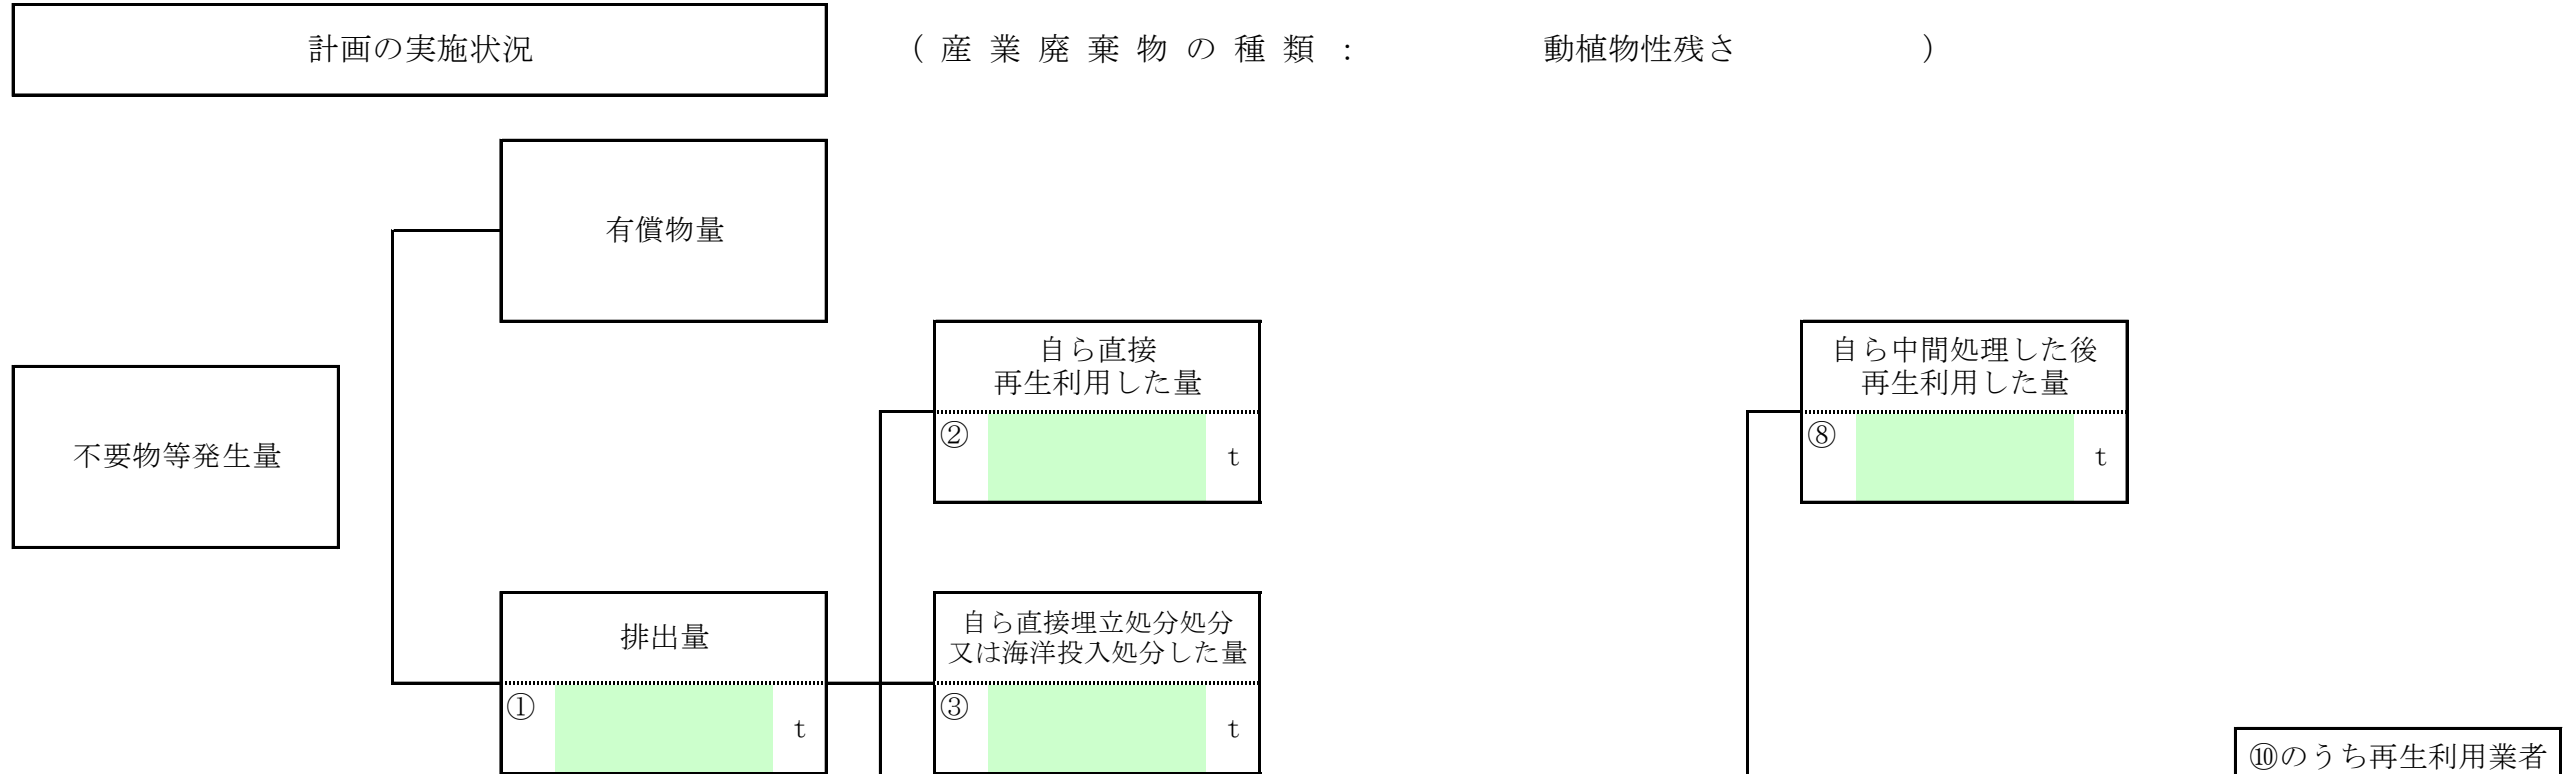 計画の実施状況
（産業廃棄物の種類： 動植物性残さ ）
有償物量
自ら直接
再生利用した量
② t
自ら中間処理した後
再生利用した量
⑧ t
不要物等発生量
排出量
① t
自ら直接埋立処分処分
又は海洋投入処分した量
③ t
⑩のうち再生利用業者